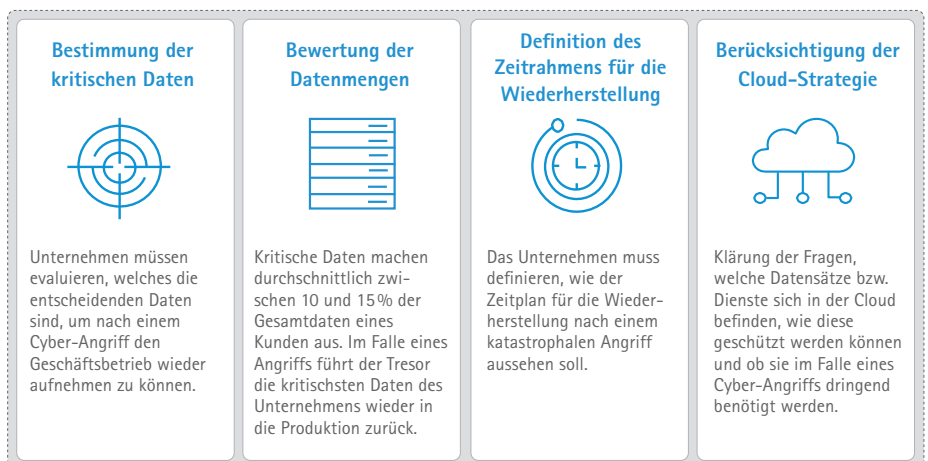 Bestimmung der
kritischen Daten
Unternehmen müssen
evaluieren, welches die
entscheidenden Daten
sind, um nach einem
Cyber-Angriff den
Geschäftsbetrieb wieder
aufnehmen zu können.
Bewertung der
Datenmengen
Kritische Daten machen
durchschnittlich zwi-
schen 10 und 15% der
Gesamtdaten eines
Kunden aus. Im Falle eines
Angriffs führt der Tresor
die kritischsten Daten des
Unternehmens wieder in
die Produktion zurück.
Definition des
Zeitrahmens für die
Wiederherstellung
Das Unternehmen muss
definieren, wie der
Zeitplan für die Wieder-
herstellung nach einem
katastrophalen Angriff
aussehen soll.
Berücksichtigung der
Cloud-Strategie
Klärung der Fragen,
welche Datensätze bzw.
Dienste sich in der Cloud
befinden, wie diese
geschützt werden können
und ob sie im Falle eines
Cyber-Angriffs dringend
benötigt werden.